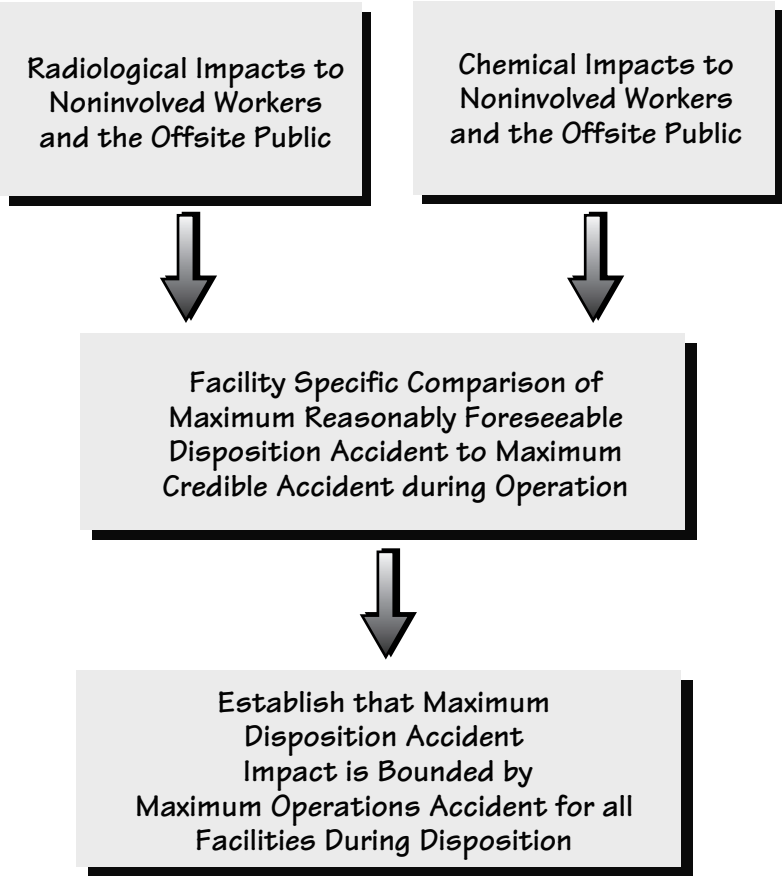 Radiological Impacts to
Noninvolved Workers
and the Offsite Public
Chemical Impacts to
Noninvolved Workers
and the Offsite Public
Facility Specific Comparison of
Maximum Reasonably Foreseeable
Disposition Accident to Maximum
Credible Accident during Operation
Establish that Maximum
Disposition Accident
Impact is Bounded by
Maximum Operations Accident for all
Facilities During Disposition